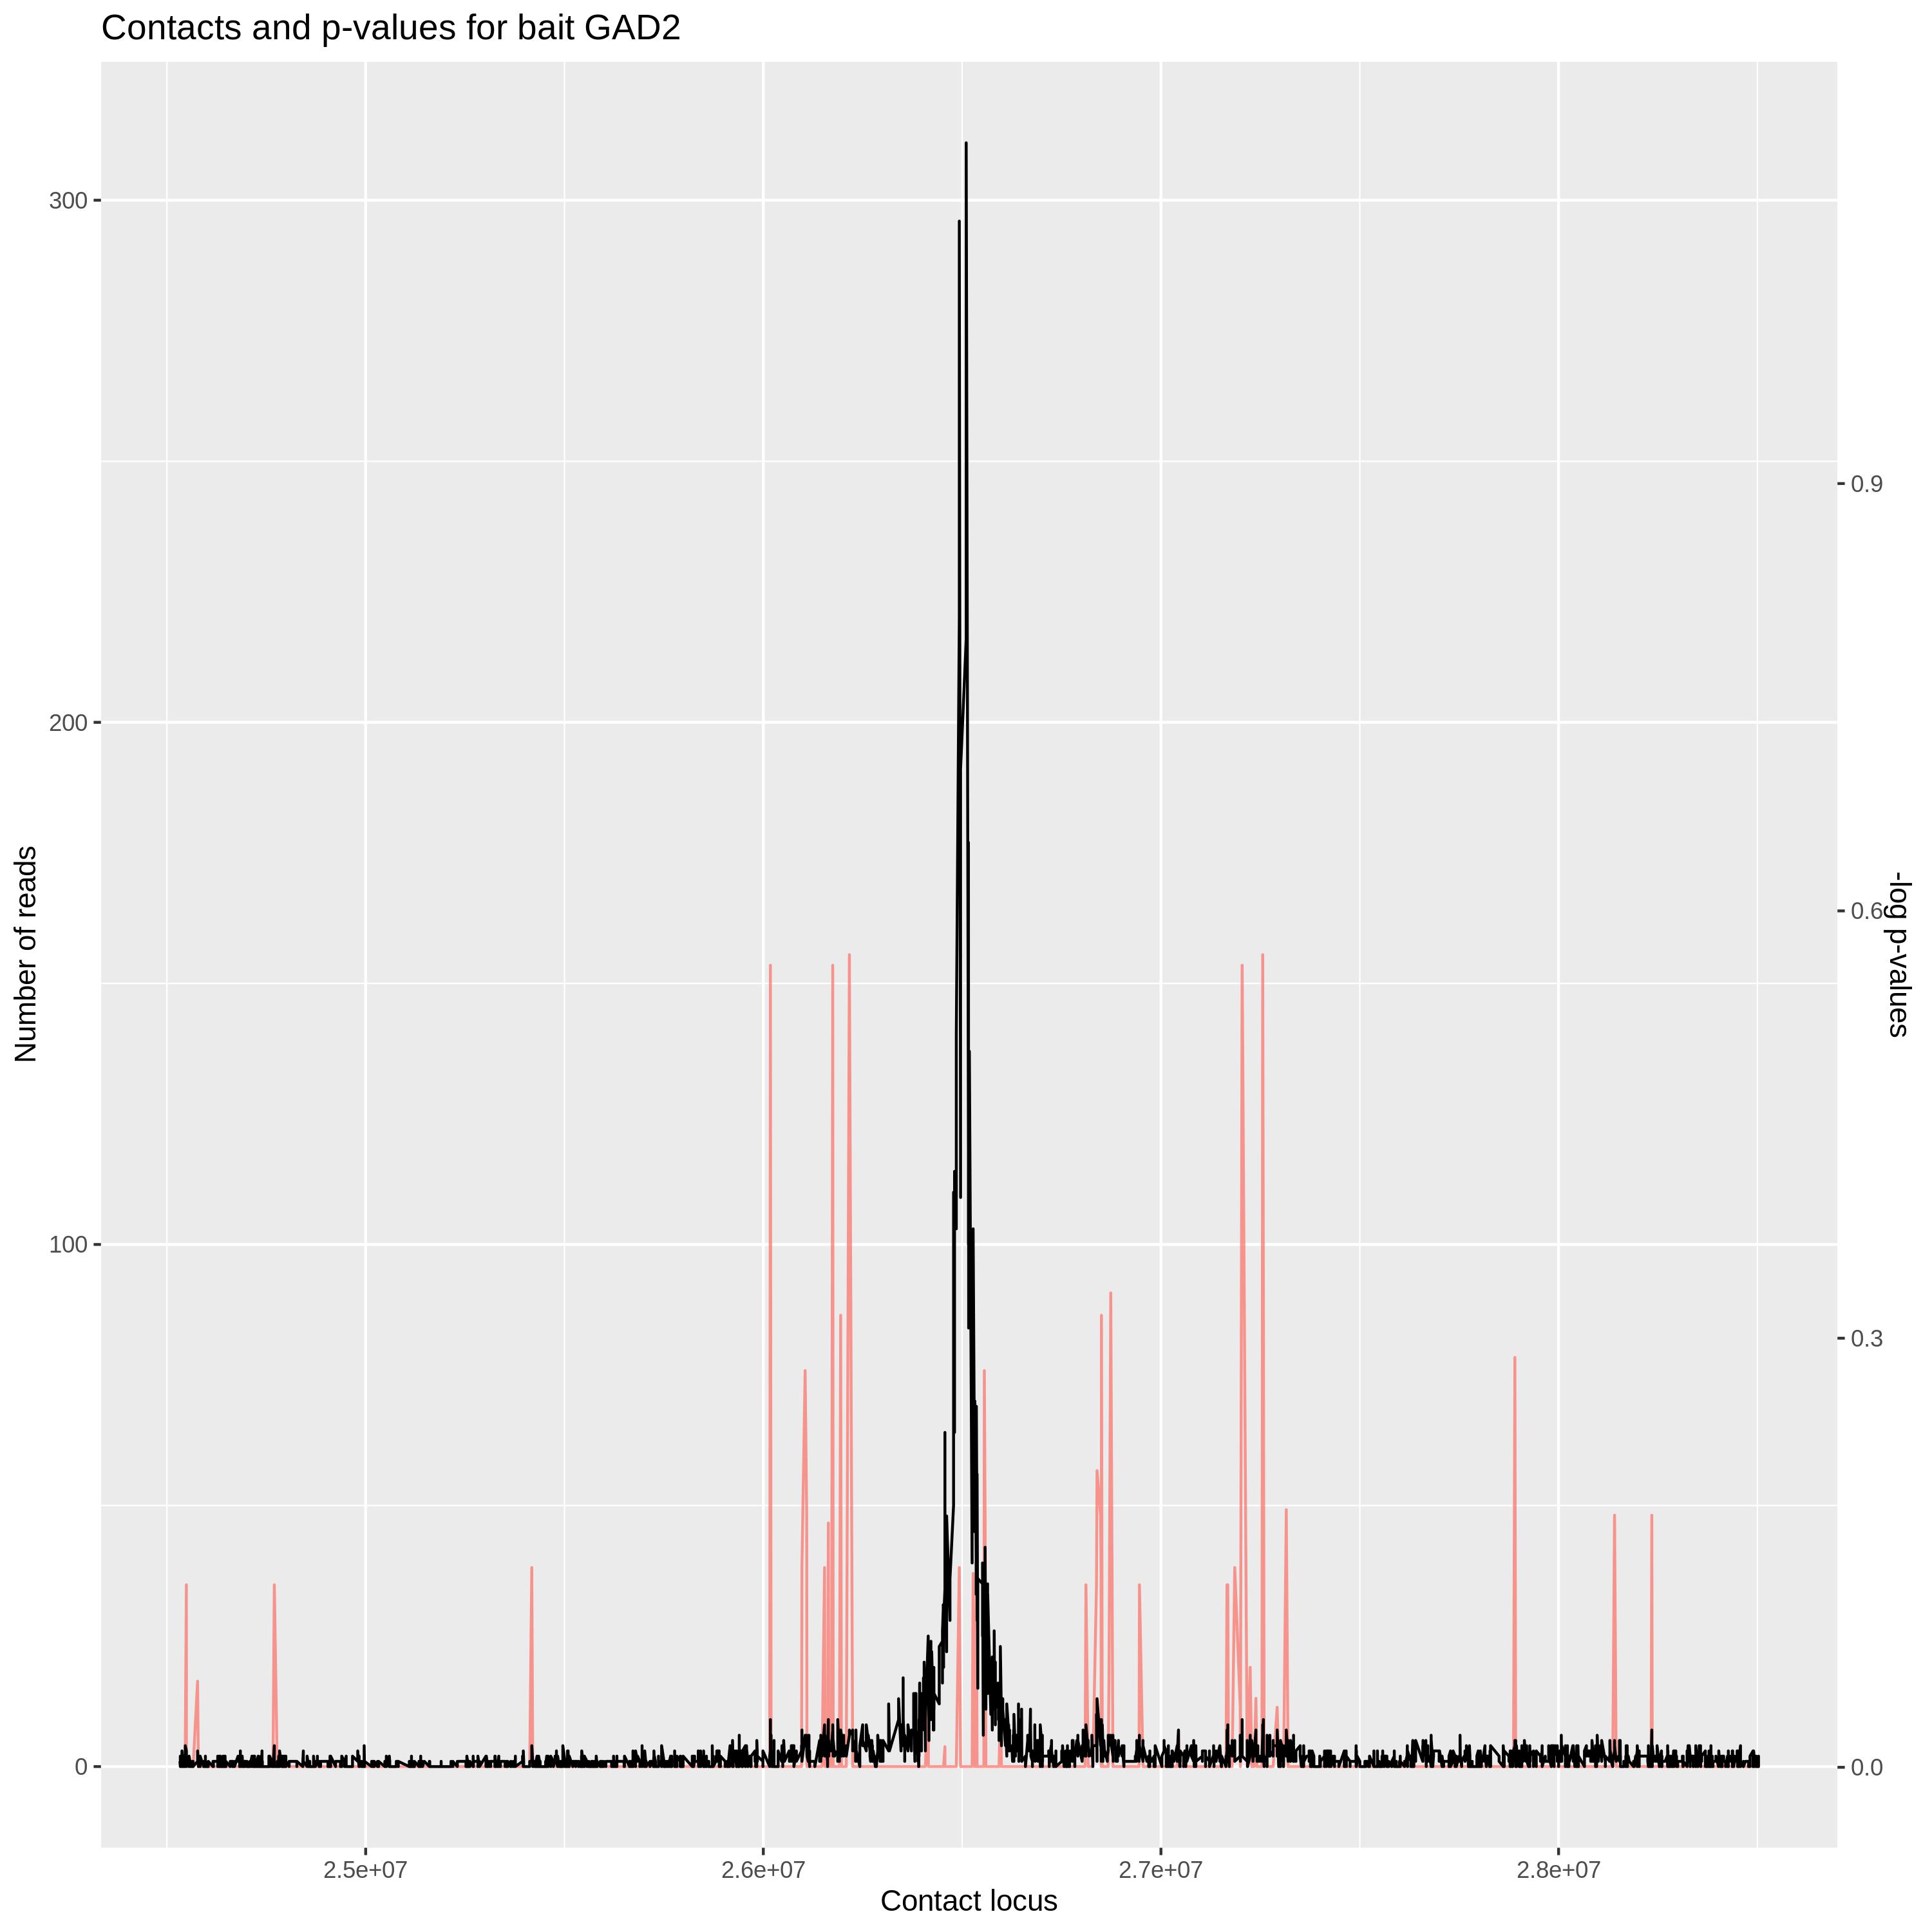 Contacts and p-values for bait GAD2
300
200
100
0
Number of reads
0.9
0.6
0.3
0.0
-log p-values
2.5e+07
2.6e+07
2.7e+07
2.8e+07
Contact locus